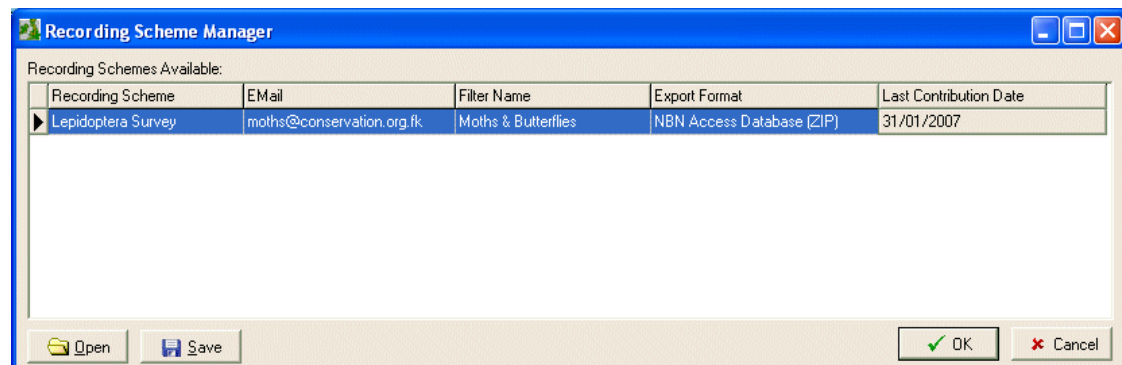 Recording Scheme Manager
Recording Schemes Available:
Recording Scheme EMail Filter Name Export Format Last Contribution Date
Lepidoptera Survey moths@conservation.org.fk Moths & Butterflies NBN Access Database (ZIP) 31/01/2007
Open Save OK Cancel